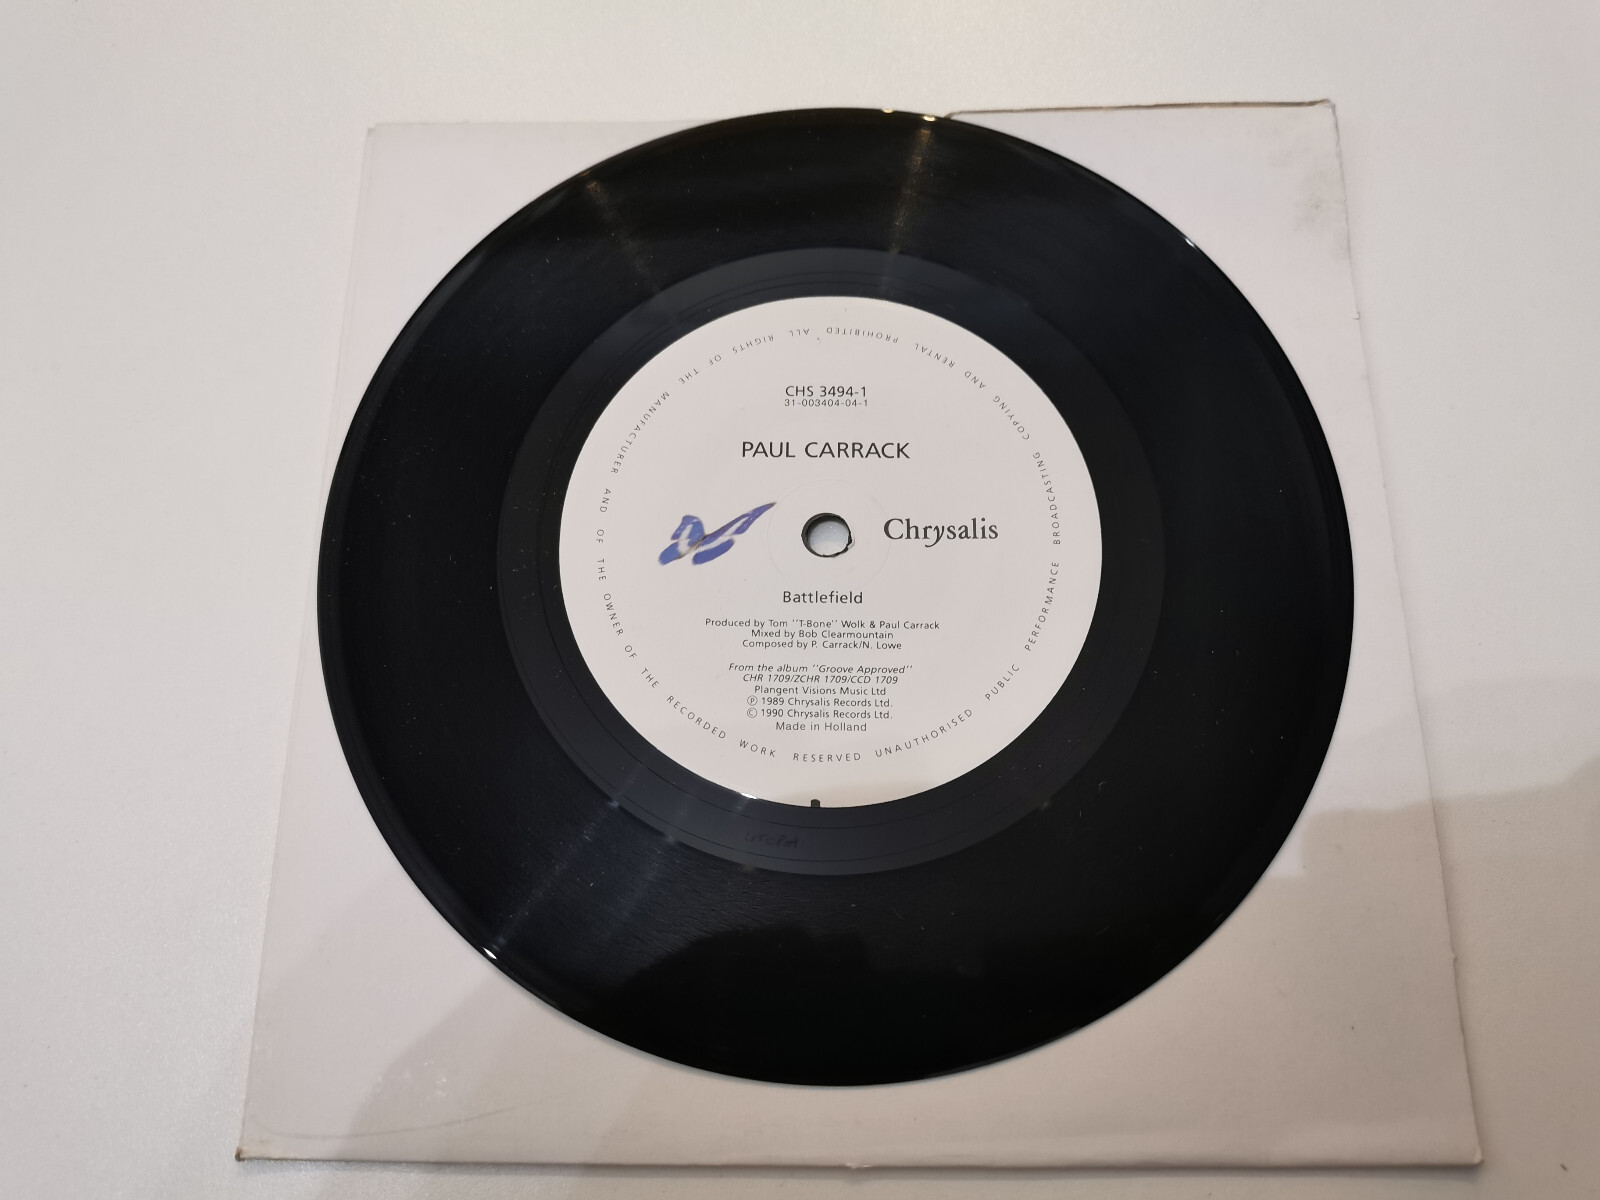 CHS 3494-1
31-003404-04-1
PAUL CARRACK
Chrysalis
Battlefield
Produced by Tom "T-Bone" Wolk & Paul Carrack
Mixed by Bob Clearmountain
Composed by P. Carrack/N. Lowe
From the album "Groove Approved"
CHR 1709/ZCHR 1709/CCD 1709
Plangent Visions Music Ltd
Ⓟ 1989 Chrysalis Records Ltd.
© 1990 Chrysalis Records Ltd.
Made in Holland
ALL RIGHTS OF THE MANUFACTURER AND OF THE OWNER OF THE RECORDED WORK RESERVED UNAUTHORISED PUBLIC PERFORMANCE BROADCASTING COPYING AND RENTAL PROHIBITED